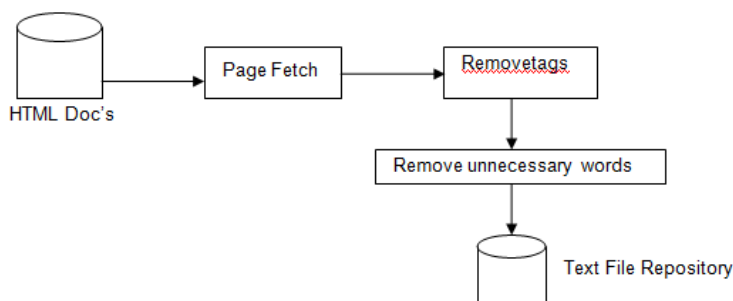 Page Fetch
Removetags
HTML Doc's
Remove unnecessary words
Text File Repository